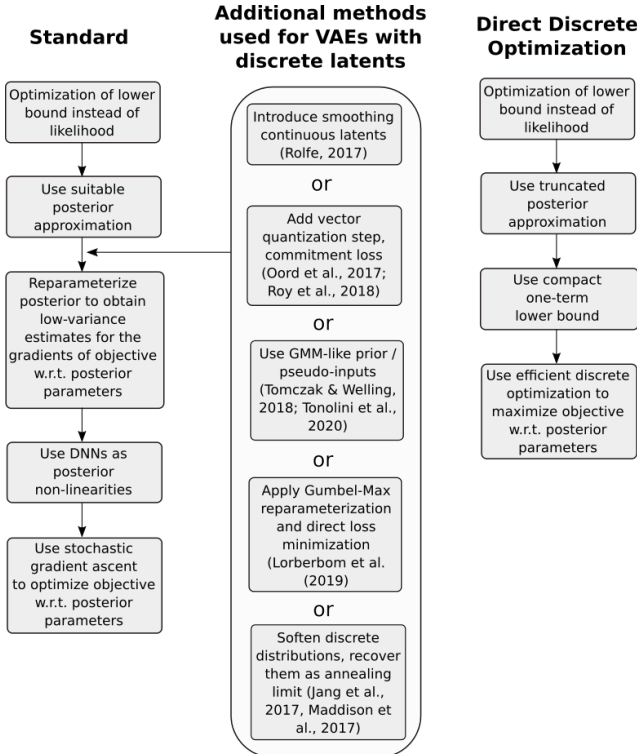 Standard
Optimization of lower
bound instead of
likelihood
Use suitable
posterior
approximation
Reparameterize
posterior to obtain
low-variance
estimates for the
gradients of objective
w.r.t. posterior
parameters
Use DNNs as
posterior
non-linearities
Use stochastic
gradient ascent
to optimize objective
w.r.t. posterior
parameters
Additional methods
used for VAEs with
discrete latents
Introduce smoothing
continuous latents
(Rolfe, 2017)
or
Add vector
quantization step,
commitment loss
(Oord et al., 2017;
Roy et al., 2018)
or
Use GMM-like prior /
pseudo-inputs
(Tomczak & Welling,
2018; Tonolini et al.,
2020)
or
Apply Gumbel-Max
reparameterization
and direct loss
minimization
(Lorberbom et al.
(2019)
or
Soften discrete
distributions, recover
them as annealing
limit (Jang et al.,
2017, Maddison et
al., 2017)
Direct Discrete
Optimization
Optimization of lower
bound instead of
likelihood
Use truncated
posterior
approximation
Use compact
one-term
lower bound
Use efficient discrete
optimization to
maximize objective
w.r.t. posterior
parameters